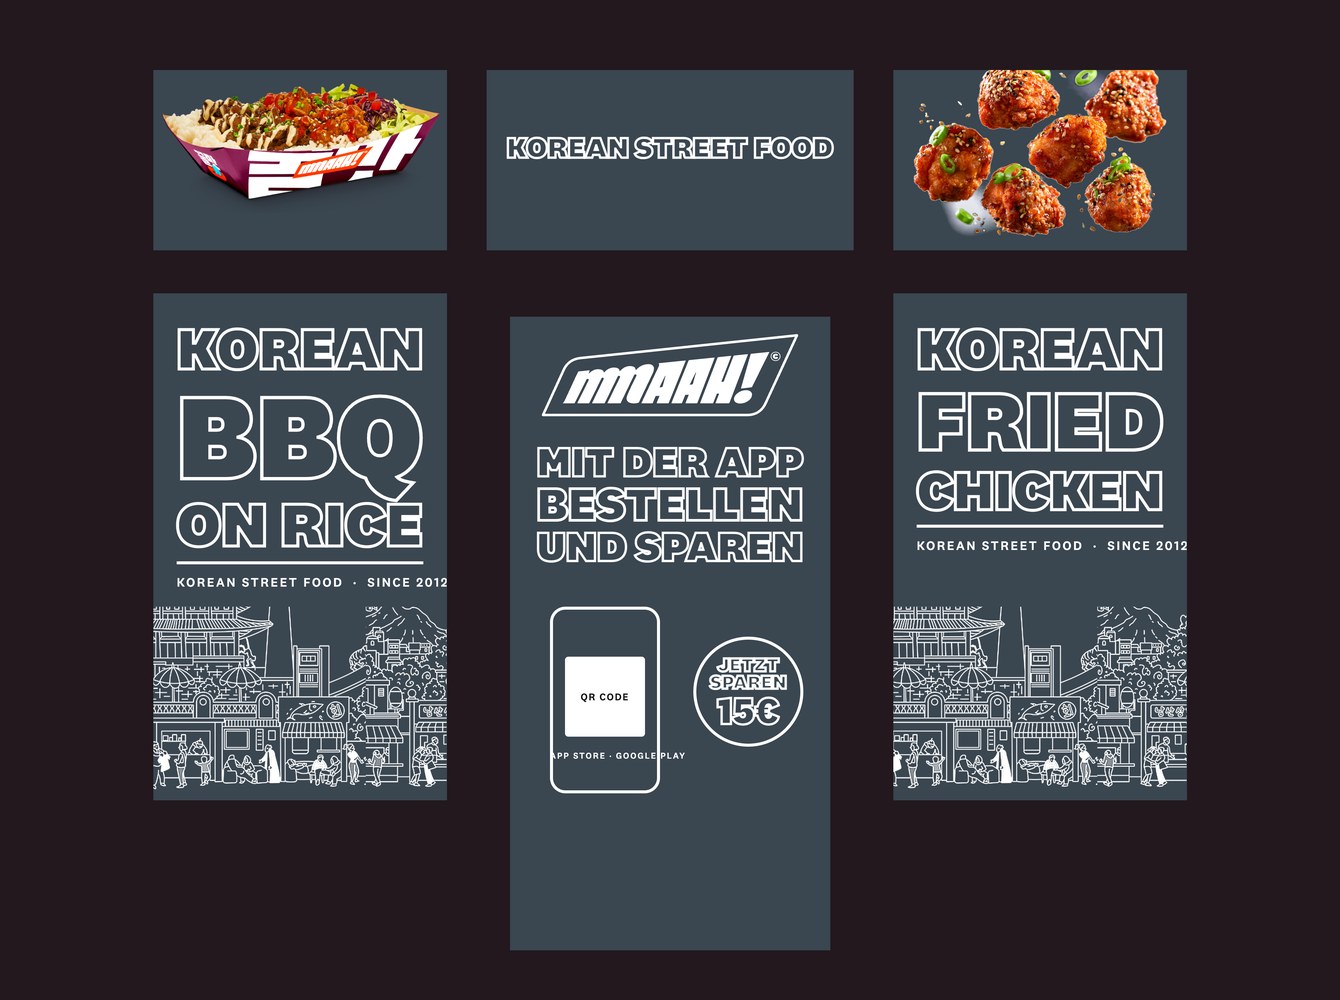 mmAAH!
KOREAN STREET FOOD
KOREAN
BBQ
ON RICE
KOREAN STREET FOOD · SINCE 2012
mmAAH!©
MIT DER APP
BESTELLEN
UND SPAREN
QR CODE
APP STORE · GOOGLE PLAY
JETZT
SPAREN
15€
KOREAN
FRIED
CHICKEN
KOREAN STREET FOOD · SINCE 2012